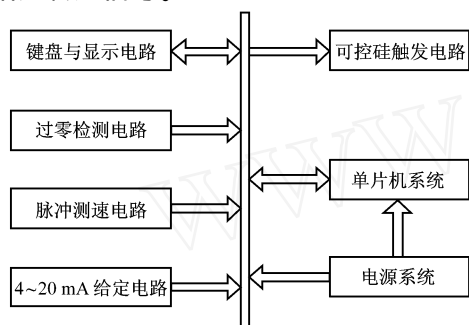 键盘与显示电路
可控硅触发电路
过零检测电路
单片机系统
脉冲测速电路
4~20 mA 给定电路
电源系统
WWW